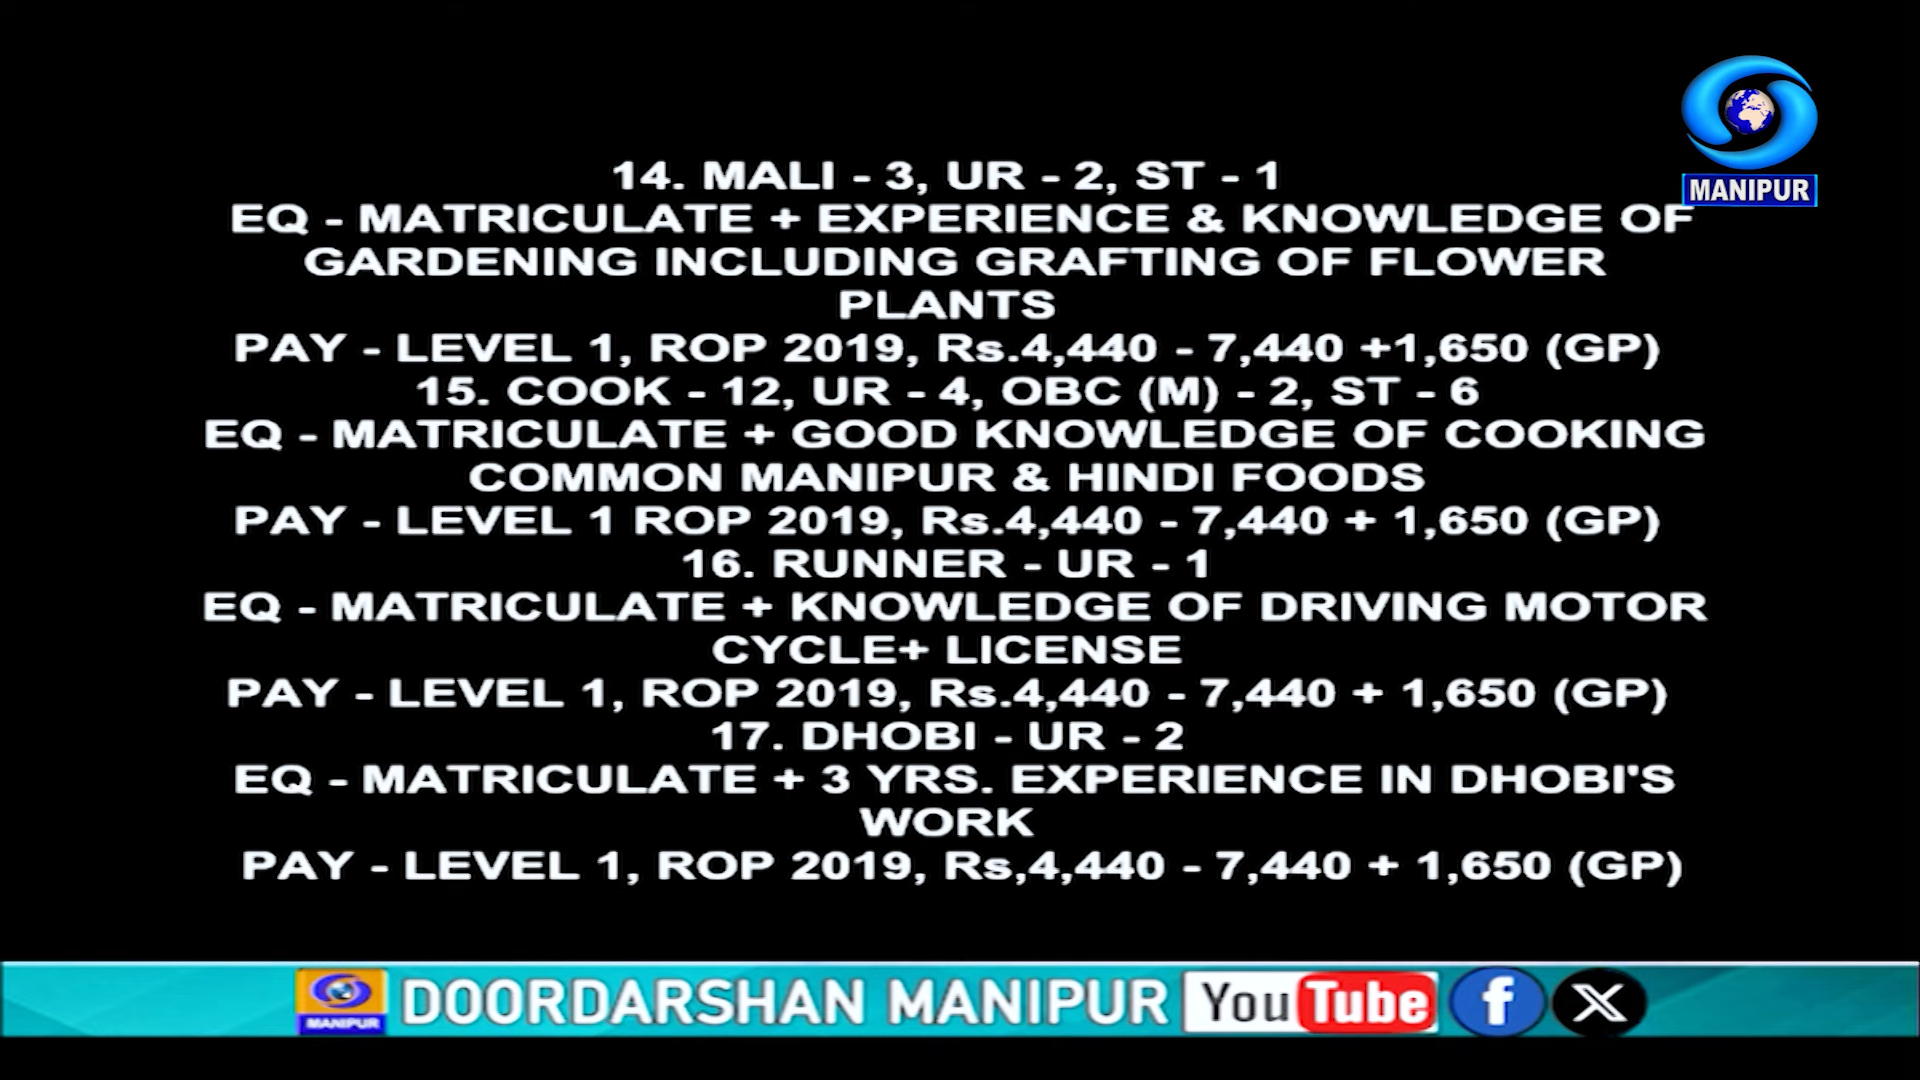 MANIPUR
14. MALI - 3, UR - 2, ST - 1
EQ - MATRICULATE + EXPERIENCE & KNOWLEDGE OF
GARDENING INCLUDING GRAFTING OF FLOWER
PLANTS
PAY - LEVEL 1, ROP 2019, Rs.4,440 - 7,440 +1,650 (GP)
15. COOK - 12, UR - 4, OBC (M) - 2, ST - 6
EQ - MATRICULATE + GOOD KNOWLEDGE OF COOKING
COMMON MANIPUR & HINDI FOODS
PAY - LEVEL 1 ROP 2019, Rs.4,440 - 7,440 + 1,650 (GP)
16. RUNNER - UR - 1
EQ - MATRICULATE + KNOWLEDGE OF DRIVING MOTOR
CYCLE+ LICENSE
PAY - LEVEL 1, ROP 2019, Rs.4,440 - 7,440 + 1,650 (GP)
17. DHOBI - UR - 2
EQ - MATRICULATE + 3 YRS. EXPERIENCE IN DHOBI'S
WORK
PAY - LEVEL 1, ROP 2019, Rs,4,440 - 7,440 + 1,650 (GP)
MANIPUR DOORDARSHAN MANIPUR YouTube f X